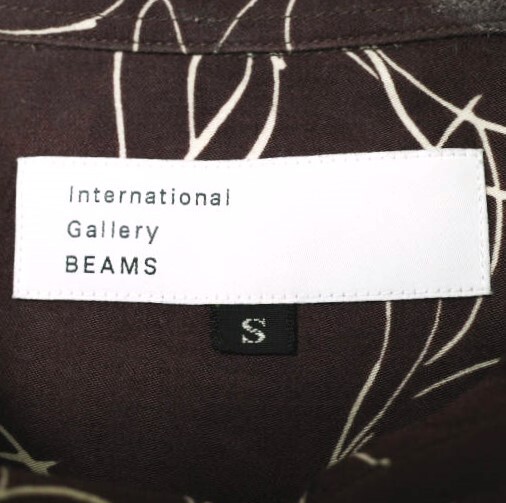 International
Gallery
BEAMS
S